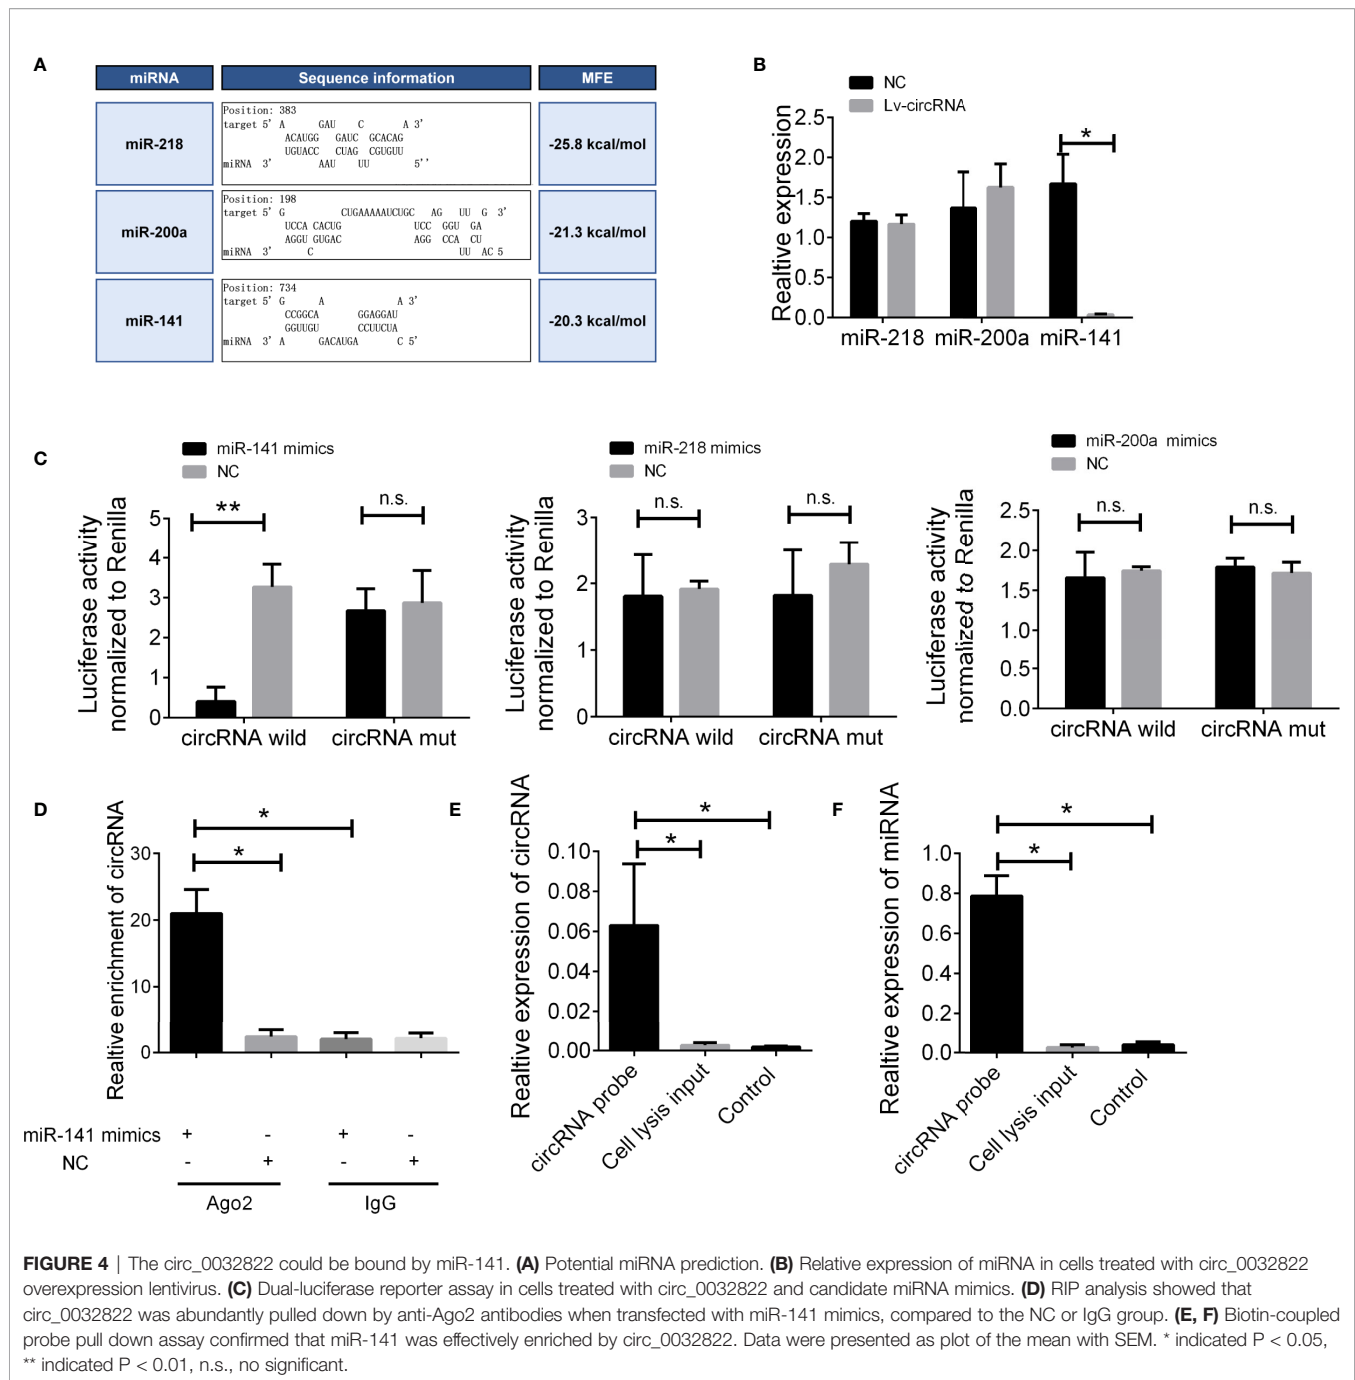 A
miRNA Sequence information MFE
miR-218
Position: 383
target 5' A GAU C A 3'
ACAUGG GAUC GCACAG
UGUACC CUAG CGUGUU
miRNA 3' AAU UU 5''
-25.8 kcal/mol
miR-200a
Position: 198
target 5' G CUGAAAAAUCUGC AG UU G 3'
UCCA CACUG UCC GGU GA
AGGU GUGAC AGG CCA CU
miRNA 3' C UU AC 5
-21.3 kcal/mol
miR-141
Position: 734
target 5' G A A 3'
CCGGCA GGAGGAU
GGUUGU CCUUCUA
miRNA 3' A GACAUGA C 5'
-20.3 kcal/mol
B
NC
Lv-circRNA
Realtive expression
2.5
2.0
1.5
1.0
0.5
0.0
*
miR-218 miR-200a miR-141
C
miR-141 mimics
NC
Luciferase activity
normalized to Renilla
5
4
3
2
1
0
** n.s.
circRNA wild circRNA mut
miR-218 mimics
NC
Luciferase activity
normalized to Renilla
3
2
1
0
n.s. n.s.
circRNA wild circRNA mut
miR-200a mimics
NC
Luciferase activity
normalized to Renilla
2.5
2.0
1.5
1.0
0.5
0.0
n.s. n.s.
circRNA wild circRNA mut
D
Realtive enrichment of circRNA
30
20
10
0
*
*
miR-141 mimics + - + -
NC - + - +
Ago2 IgG
E
Realtive expression of circRNA
0.10
0.08
0.06
0.04
0.02
0.00
*
*
circRNA probe
Cell lysis input
Control
F
Realtive expression of miRNA
1.0
0.8
0.6
0.4
0.2
0.0
*
*
circRNA probe
Cell lysis input
Control
FIGURE 4 | The circ_0032822 could be bound by miR-141. (A) Potential miRNA prediction. (B) Relative expression of miRNA in cells treated with circ_0032822
overexpression lentivirus. (C) Dual-luciferase reporter assay in cells treated with circ_0032822 and candidate miRNA mimics. (D) RIP analysis showed that
circ_0032822 was abundantly pulled down by anti-Ago2 antibodies when transfected with miR-141 mimics, compared to the NC or IgG group. (E, F) Biotin-coupled
probe pull down assay confirmed that miR-141 was effectively enriched by circ_0032822. Data were presented as plot of the mean with SEM. * indicated P < 0.05,
** indicated P < 0.01, n.s., no significant.